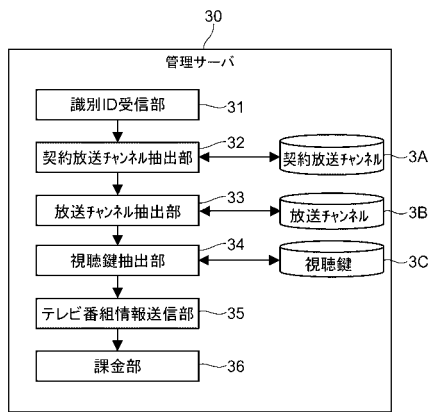 30
管理サーバ
識別ID受信部 31
契約放送チャンネル抽出部 32
契約放送チャンネル 3A
放送チャンネル抽出部 33
放送チャンネル 3B
視聴鍵抽出部 34
視聴鍵 3C
テレビ番組情報送信部 35
課金部 36